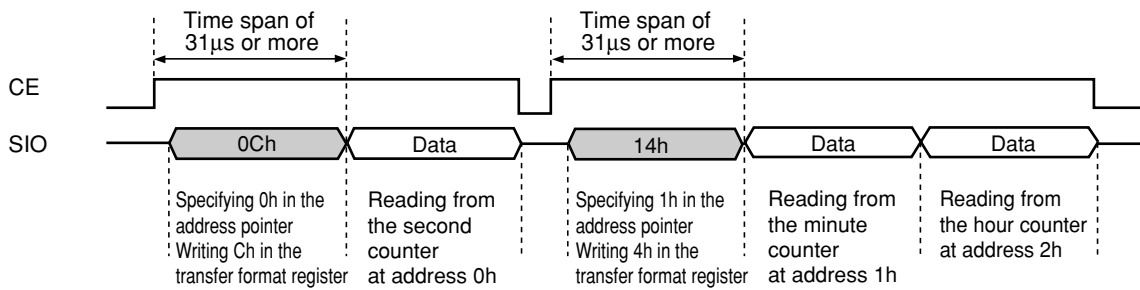 Time span of
31µs or more
Time span of
31µs or more
CE
SIO
0Ch
Data
14h
Data
Data
Specifying 0h in the
address pointer
Writing Ch in the
transfer format register
Reading from
the second
counter
at address 0h
Specifying 1h in the
address pointer
Writing 4h in the
transfer format register
Reading from
the minute
counter
at address 1h
Reading from
the hour counter
at address 2h